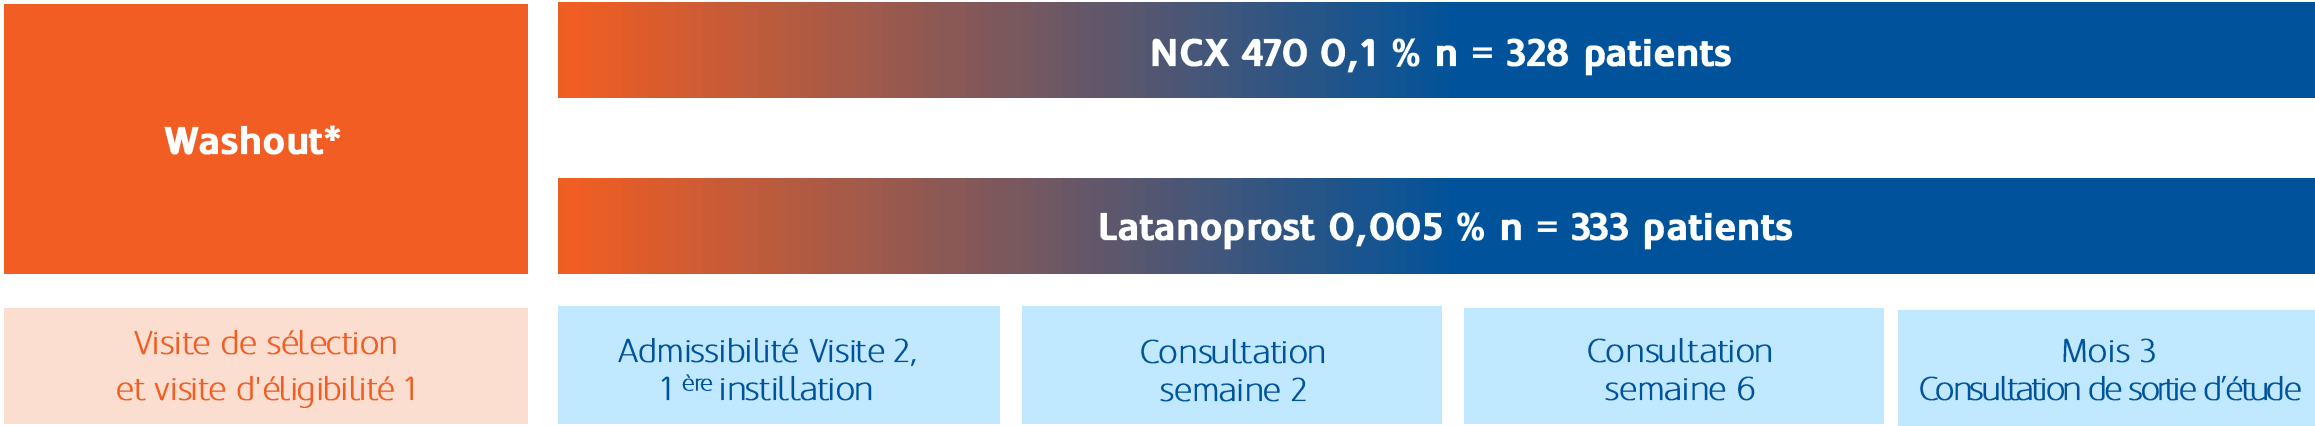 NCX 470 0,1 % n = 328 patients
Washout*
Latanoprost 0,005 % n = 333 patients
Visite de sélection
et visite d'éligibilité 1
Admissibilité Visite 2,
1 ère instillation
Consultation
semaine 2
Consultation
semaine 6
Mois 3
Consultation de sortie d’étude